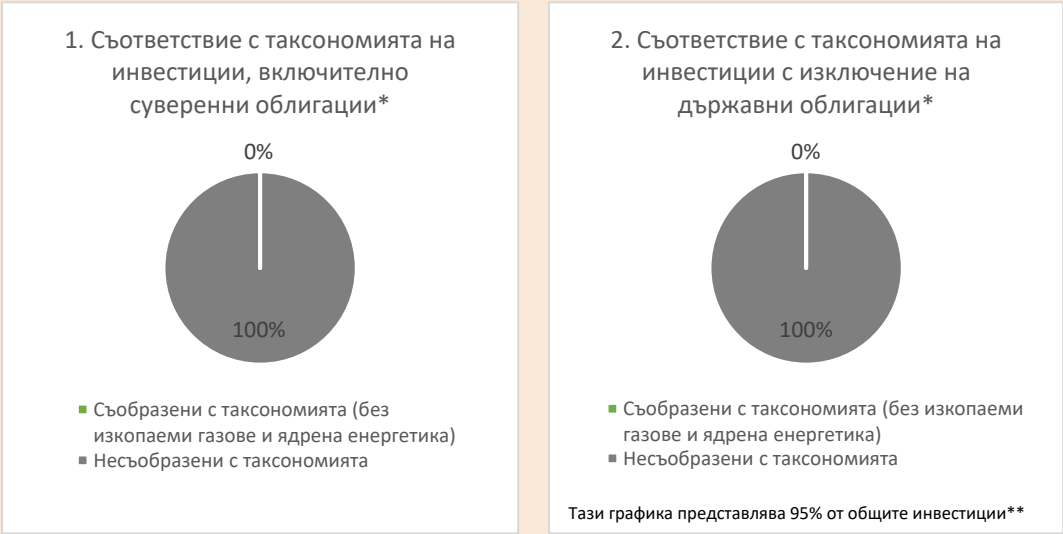 1. Съответствие с таксономията на
инвестиции, включително
суверенни облигации*
0%
100%
Съобразени с таксономията (без
изкопаеми газове и ядрена енергетика)
Несъобразени с таксономията
2. Съответствие с таксономията на
инвестиции с изключение на
държавни облигации*
0%
100%
Съобразени с таксономията (без изкопаеми
газове и ядрена енергетика)
Несъобразени с таксономията
Тази графика представлява 95% от общите инвестиции**